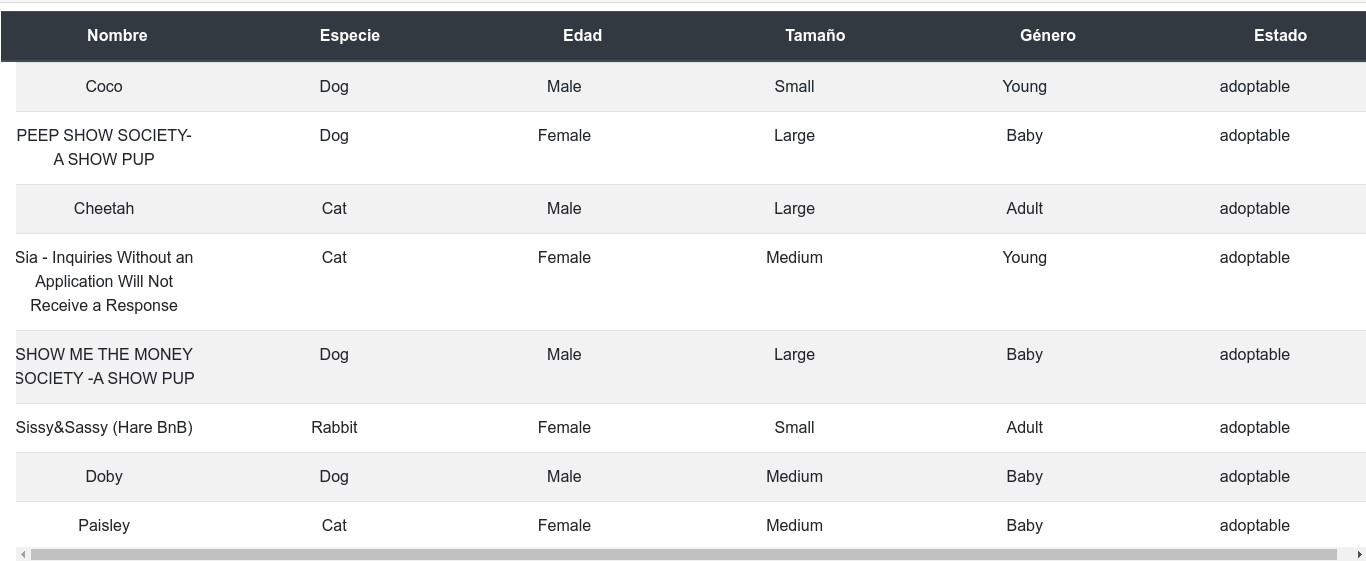 Nombre Especie Edad Tamaño Género Estado
Coco Dog Male Small Young adoptable
PEEP SHOW SOCIETY- Dog Female Large Baby adoptable
A SHOW PUP
Cheetah Cat Male Large Adult adoptable
Sia - Inquiries Without an Cat Female Medium Young adoptable
Application Will Not
Receive a Response
SHOW ME THE MONEY Dog Male Large Baby adoptable
SOCIETY -A SHOW PUP
Sissy&Sassy (Hare BnB) Rabbit Female Small Adult adoptable
Doby Dog Male Medium Baby adoptable
Paisley Cat Female Medium Baby adoptable